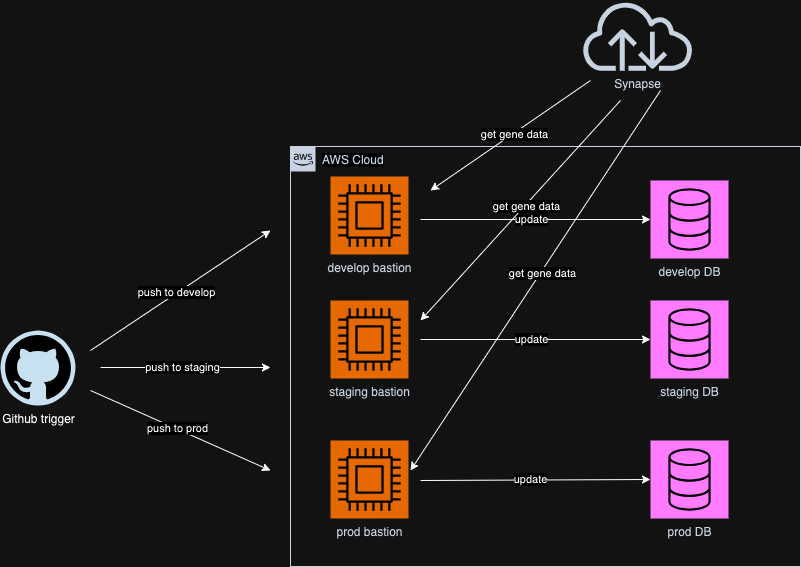 Synapse
get gene data
aws
AWS Cloud
get gene data
update
develop bastion
develop DB
get gene data
push to develop
update
push to staging
staging bastion
staging DB
Github trigger
push to prod
update
prod bastion
prod DB